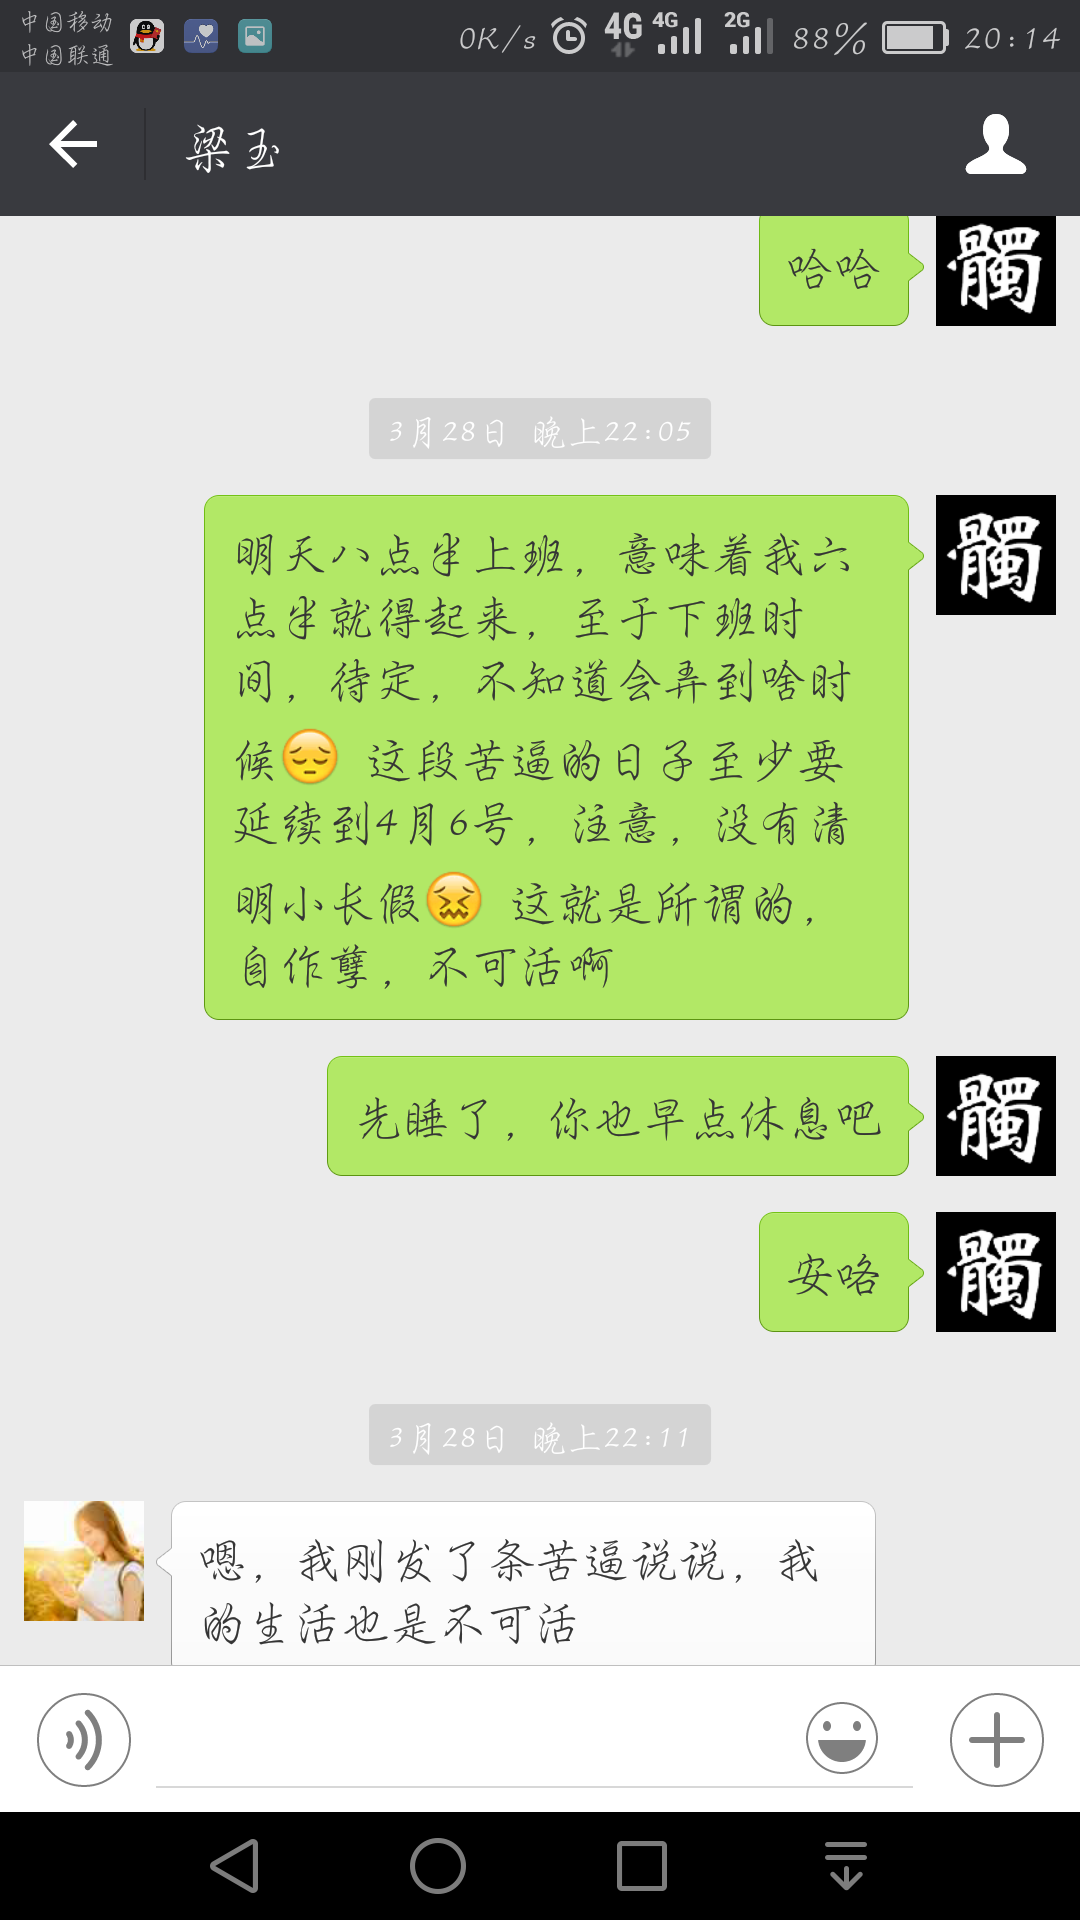 中国移动
中国联通
0K/s 4G 4G 2G 88% 20:14
梁玉
哈哈
髑
3月28日 晚上22:05
明天八点半上班，意味着我六
点半就得起来，至于下班时
间，待定，不知道会弄到啥时
候😔 这段苦逼的日子至少要
延续到4月6号，注意，没有清
明小长假😖 这就是所谓的，
自作孽，不可活啊
髑
先睡了，你也早点休息吧
髑
安咯
髑
3月28日 晚上22:11
嗯，我刚发了条苦逼说说，我
的生活也是不可活